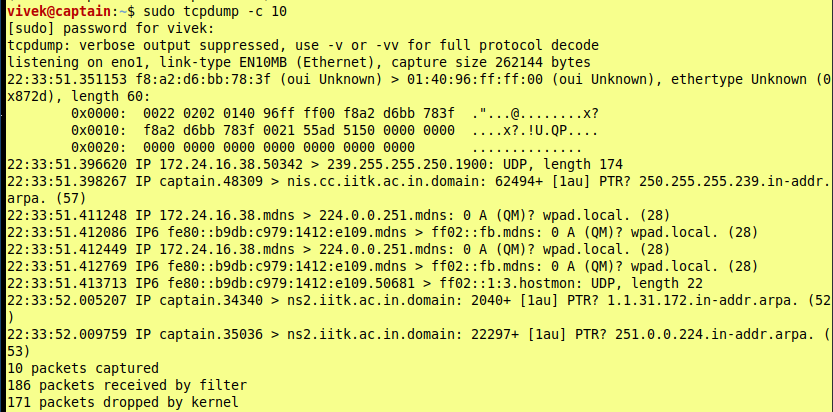 vivek@captain:~$ sudo tcpdump -c 10
[sudo] password for vivek:
tcpdump: verbose output suppressed, use -v or -vv for full protocol decode
listening on eno1, link-type EN10MB (Ethernet), capture size 262144 bytes
22:33:51.351153 f8:a2:d6:bb:78:3f (oui Unknown) > 01:40:96:ff:ff:00 (oui Unknown), ethertype Unknown (0
x872d), length 60:
        0x0000:  0022 0202 0140 96ff ff00 f8a2 d6bb 783f  ."...@........x?
        0x0010:  f8a2 d6bb 783f 0021 55ad 5150 0000 0000  ....x?.!U.QP....
        0x0020:  0000 0000 0000 0000 0000 0000 0000       ..............
22:33:51.396620 IP 172.24.16.38.50342 > 239.255.255.250.1900: UDP, length 174
22:33:51.398267 IP captain.48309 > nis.cc.iitk.ac.in.domain: 62494+ [1au] PTR? 250.255.255.239.in-addr.
arpa. (57)
22:33:51.411248 IP 172.24.16.38.mdns > 224.0.0.251.mdns: 0 A (QM)? wpad.local. (28)
22:33:51.412086 IP6 fe80::b9db:c979:1412:e109.mdns > ff02::fb.mdns: 0 A (QM)? wpad.local. (28)
22:33:51.412449 IP 172.24.16.38.mdns > 224.0.0.251.mdns: 0 A (QM)? wpad.local. (28)
22:33:51.412769 IP6 fe80::b9db:c979:1412:e109.mdns > ff02::fb.mdns: 0 A (QM)? wpad.local. (28)
22:33:51.413713 IP6 fe80::b9db:c979:1412:e109.50681 > ff02::1:3.hostmon: UDP, length 22
22:33:52.005207 IP captain.34340 > ns2.iitk.ac.in.domain: 2040+ [1au] PTR? 1.1.31.172.in-addr.arpa. (52
)
22:33:52.009759 IP captain.35036 > ns2.iitk.ac.in.domain: 22297+ [1au] PTR? 251.0.0.224.in-addr.arpa. (
53)
10 packets captured
186 packets received by filter
171 packets dropped by kernel